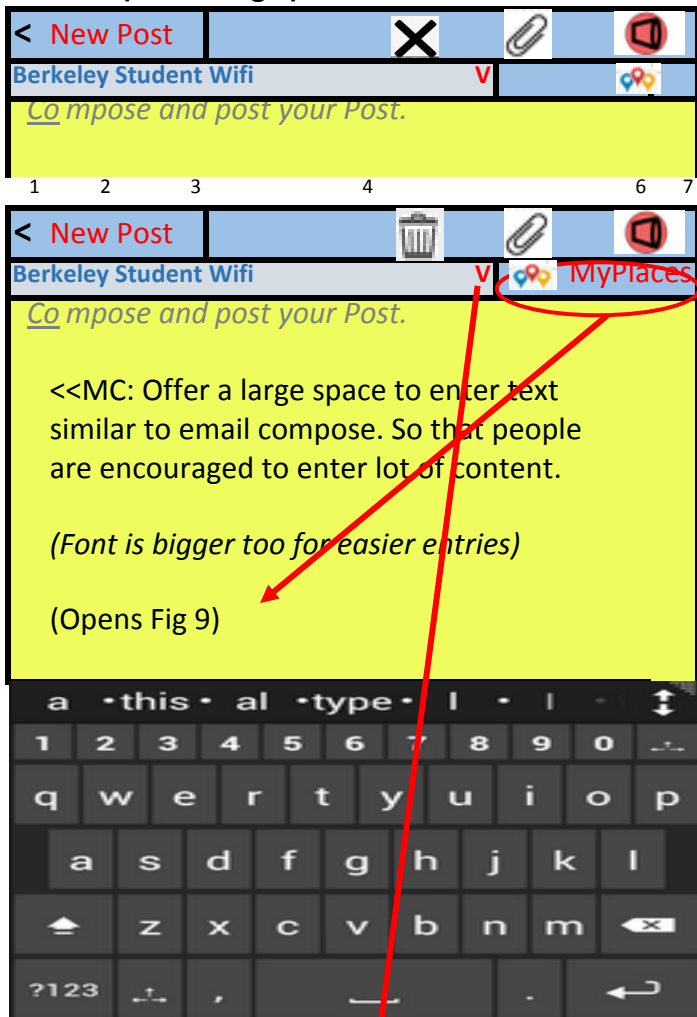 < New Post
Berkeley Student Wifi V
Co mpose and post your Post.
1 2 3 4 6 7
< New Post
Berkeley Student Wifi V MyPlaces
Co mpose and post your Post.
<<MC: Offer a large space to enter text
similar to email compose. So that people
are encouraged to enter lot of content.
(Font is bigger too for easier entries)
(Opens Fig 9)
a •this • al •type • l • l
1 2 3 4 5 6 7 8 9 0
q w e r t y u i o p
a s d f g h j k l
z x c v b n m
?123 , .